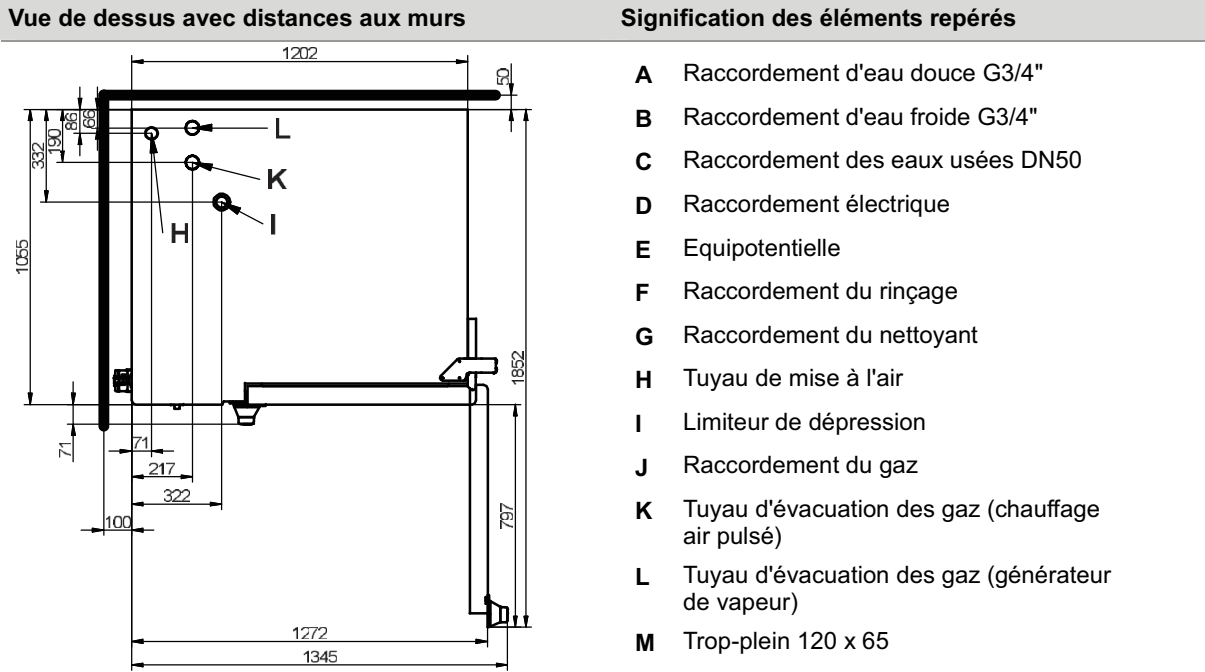 Vue de dessus avec distances aux murs
Signification des éléments repérés
1202
50
66
86
190
332
1055
L
K
I
H
71
71
217
322
100
1852
797
1272
1345
A Raccordement d'eau douce G3/4"
B Raccordement d'eau froide G3/4"
C Raccordement des eaux usées DN50
D Raccordement électrique
E Equipotentielle
F Raccordement du rinçage
G Raccordement du nettoyant
H Tuyau de mise à l'air
I Limiteur de dépression
J Raccordement du gaz
K Tuyau d'évacuation des gaz (chauffage
air pulsé)
L Tuyau d'évacuation des gaz (générateur
de vapeur)
M Trop-plein 120 x 65